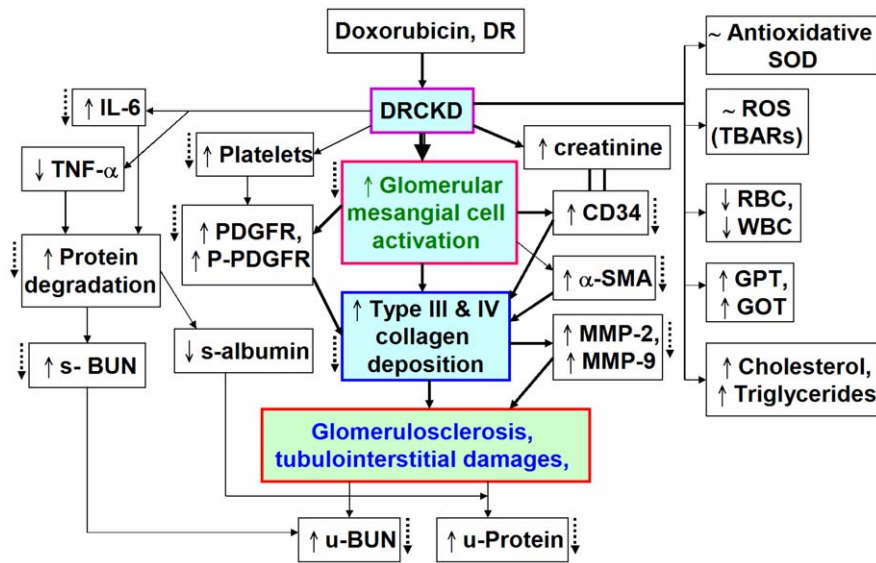 Doxorubicin, DR
~ Antioxidative
SOD
↑ IL-6
DRCKD
~ ROS
(TBARs)
↓ TNF-α
↑ Platelets
↑ creatinine
↑ Glomerular
mesangial cell
activation
↑ CD34
↓ RBC,
↓ WBC
↑ Protein
degradation
↑ PDGFR,
↑ P-PDGFR
↑ α-SMA
↑ GPT,
↑ GOT
↑ Type III & IV
collagen
deposition
↑ s- BUN
↓ s-albumin
↑ MMP-2,
↑ MMP-9
↑ Cholesterol,
↑ Triglycerides
Glomerulosclerosis,
tubulointerstitial damages,
↑ u-BUN
↑ u-Protein